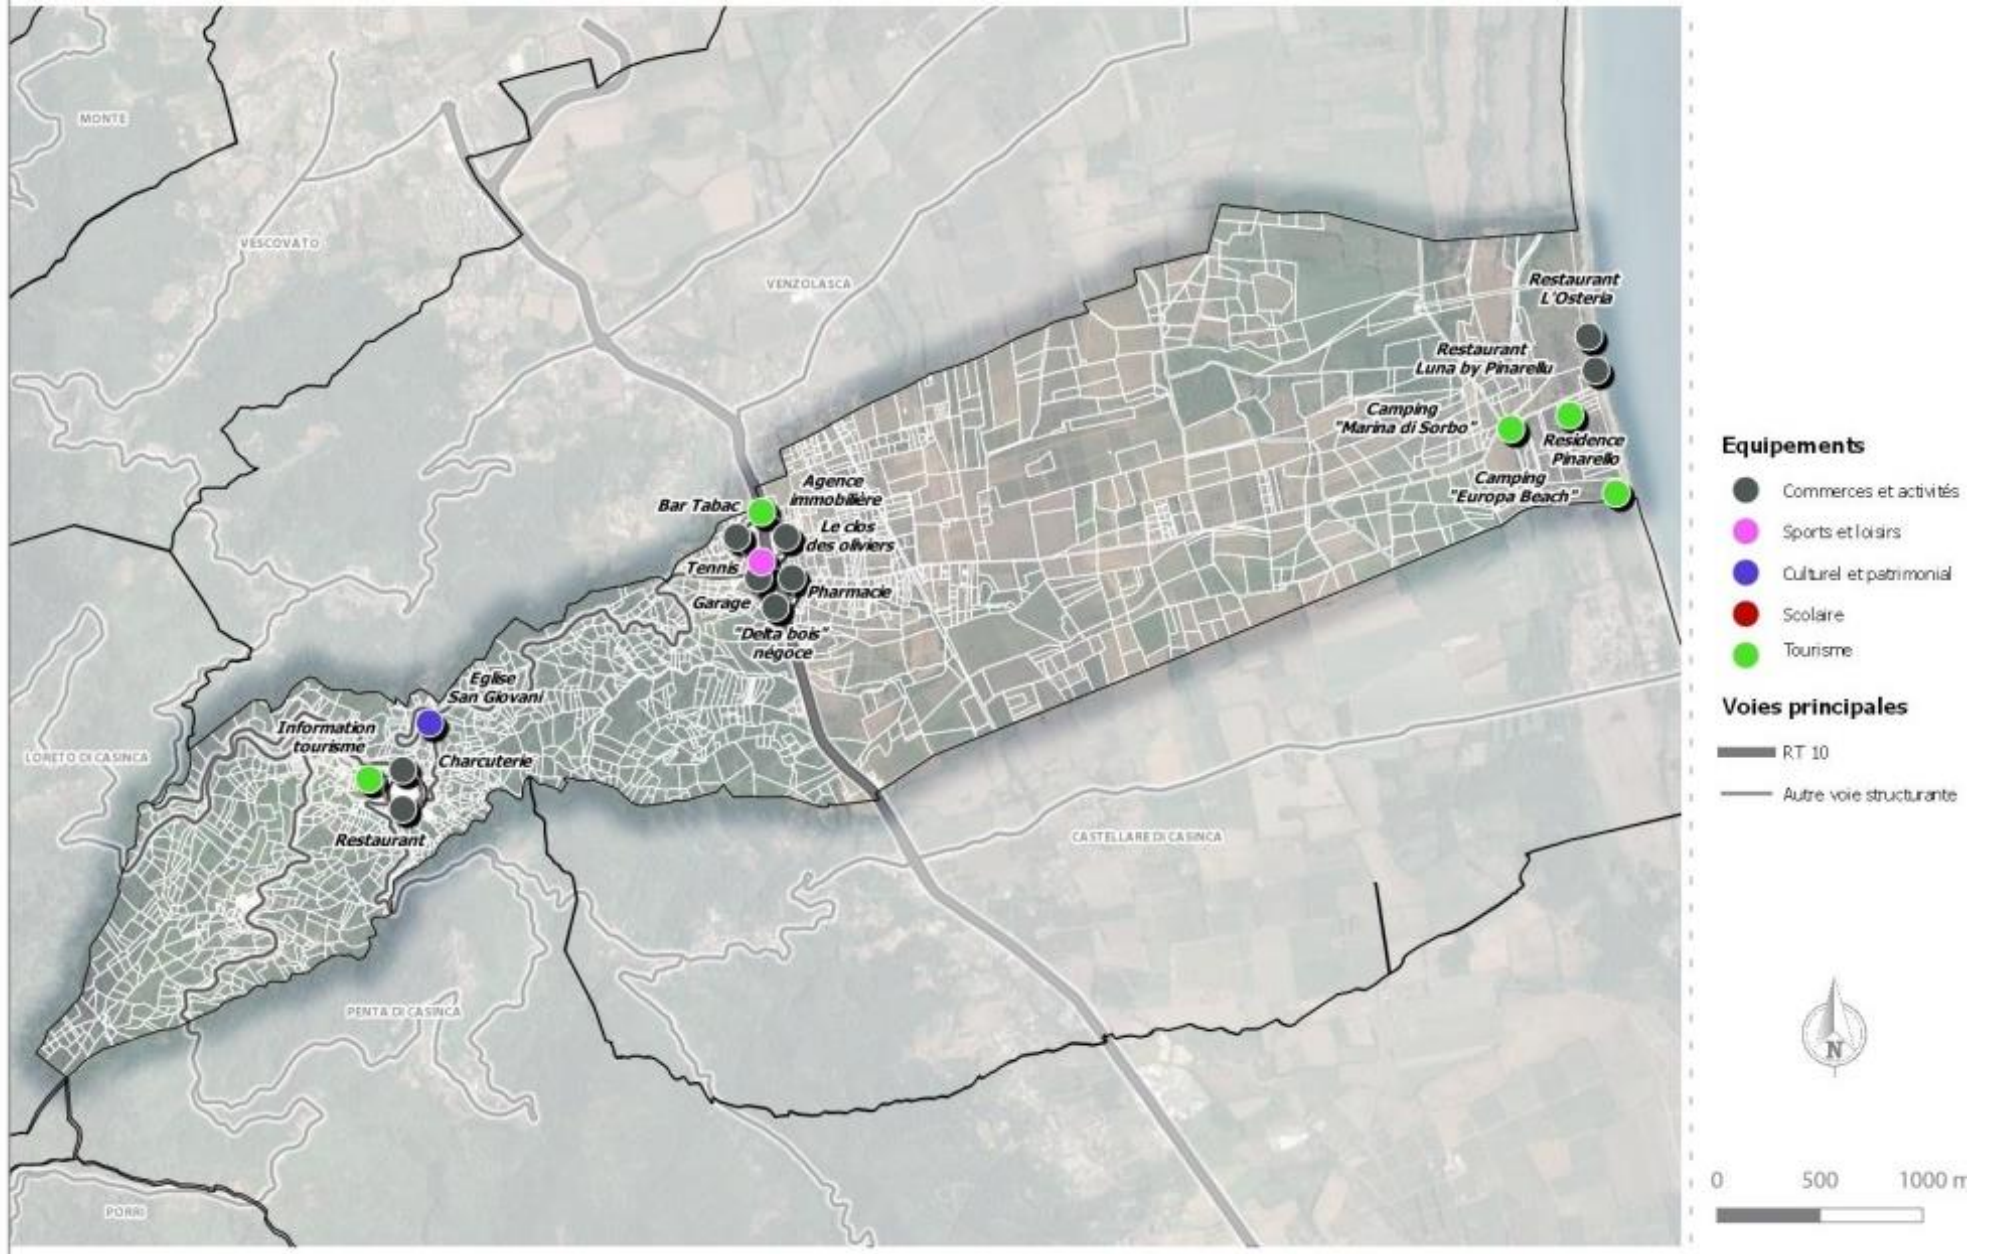 MONTE
VESCOVATO
VENZOLASCA
Restaurant
L'Osteria
Restaurant
Luna by Pinarellu
Camping
"Marina di Sorbo"
Residence
Pinarello
Camping
"Europa Beach"
Bar Tabac
Agence
immobilière
Le clos
des oliviers
Tennis
Pharmacie
Garage
"Delta bois"
négoce
Eglise
San Giovani
Information
tourisme
Charcuterie
Restaurant
LORETO DI CASINCA
CASTELLARE DI CASINCA
PENTA DI CASINCA
PORRI
Equipements
Commerces et activités
Sports et loisirs
Culturel et patrimonial
Scolaire
Tourisme
Voies principales
RT 10
Autre voie structurante
N
0 500 1000 m